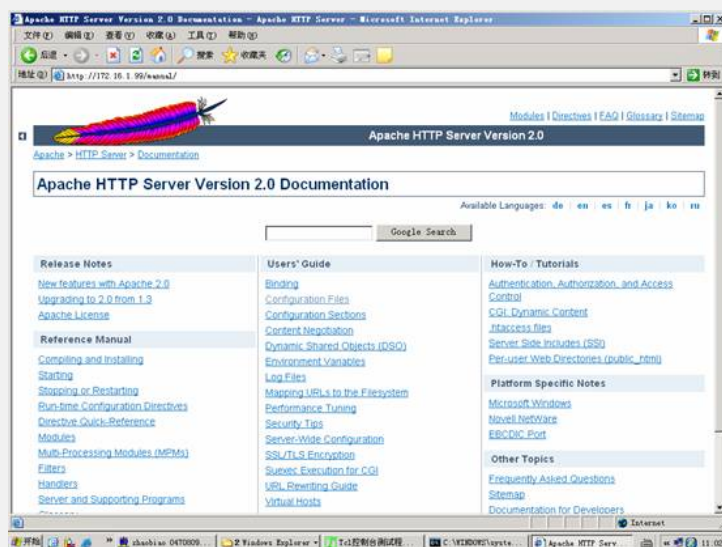 Apache HTTP Server Version 2.0 Documentation - Apache HTTP Server - Microsoft Internet Explorer
文件(F) 编辑(E) 查看(V) 收藏(A) 工具(T) 帮助(H)
后退 搜索 收藏夹
地址(D) http://172.16.1.99/manual/ 转到
Modules | Directives | FAQ | Glossary | Sitemap
Apache HTTP Server Version 2.0
Apache > HTTP Server > Documentation
Apache HTTP Server Version 2.0 Documentation
Available Languages: de | en | es | fr | ja | ko | ru
Google Search
Release Notes
New features with Apache 2.0
Upgrading to 2.0 from 1.3
Apache License
Reference Manual
Compiling and Installing
Starting
Stopping or Restarting
Run-time Configuration Directives
Directive Quick-Reference
Modules
Multi-Processing Modules (MPMs)
Filters
Handlers
Server and Supporting Programs
Glossary
Users' Guide
Binding
Configuration Files
Configuration Sections
Content Negotiation
Dynamic Shared Objects (DSO)
Environment Variables
Log Files
Mapping URLs to the Filesystem
Performance Tuning
Security Tips
Server-Wide Configuration
SSL/TLS Encryption
Suexec Execution for CGI
URL Rewriting Guide
Virtual Hosts
How-To / Tutorials
Authentication, Authorization, and Access
Control
CGI: Dynamic Content
.htaccess files
Server Side Includes (SSI)
Per-user Web Directories (public_html)
Platform Specific Notes
Microsoft Windows
Novell NetWare
EBCDIC Port
Other Topics
Frequently Asked Questions
Sitemap
Documentation for Developers
Internet
开始 2 Windows Explorer C:\WINDOWS\syste... Apache HTTP Serv... 11:02